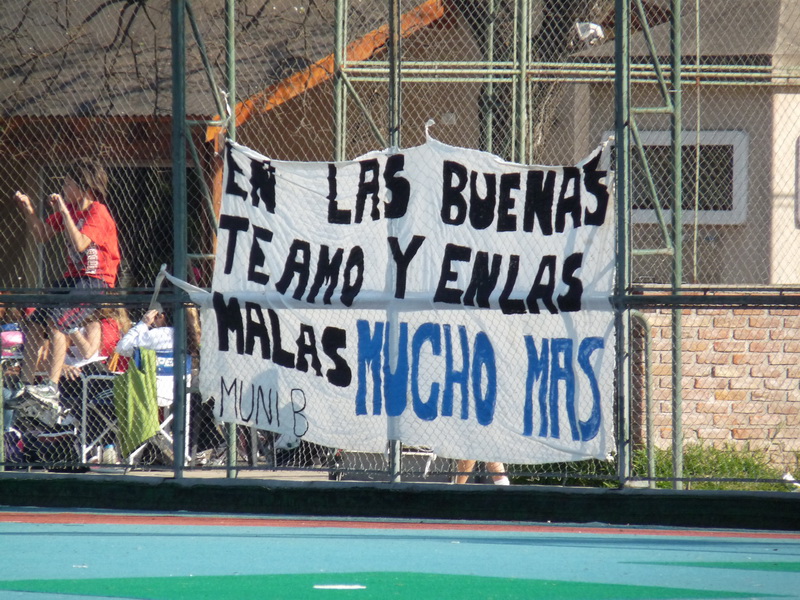 EN LAS BUENAS
TE AMO Y EN LAS
MALAS MUCHO MAS
MUNI B